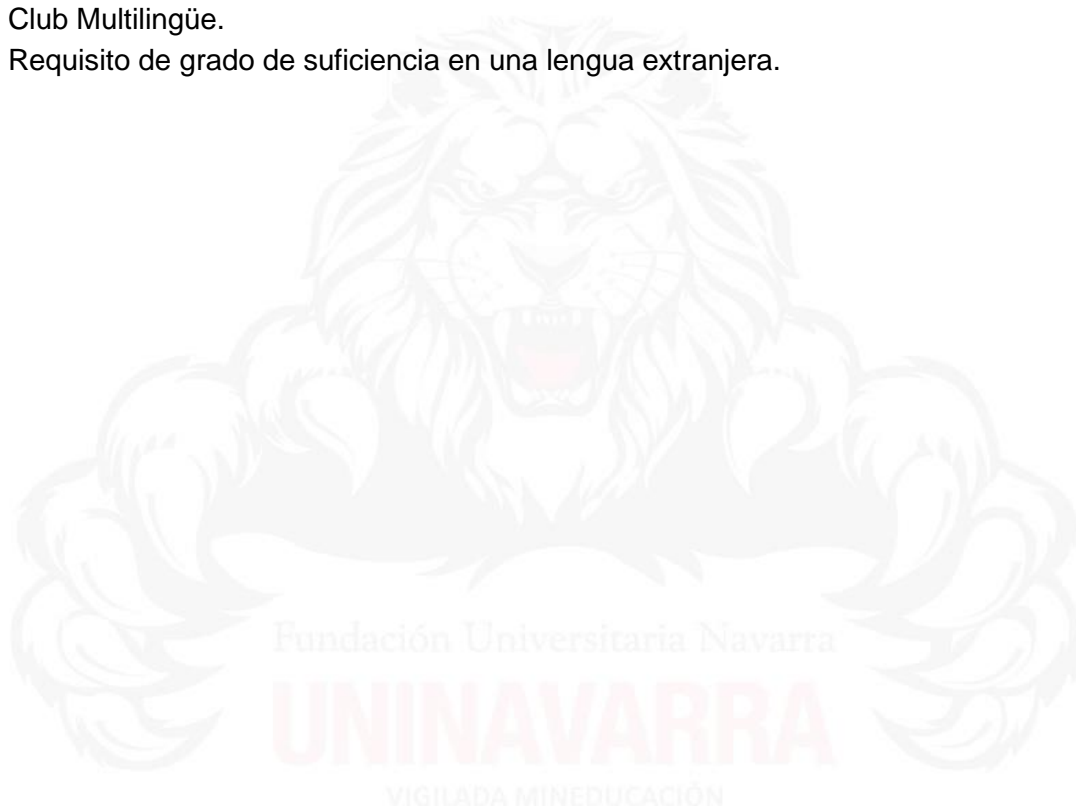 Club Multilingüe.
Requisito de grado de suficiencia en una lengua extranjera.
Fundación Universitaria Navarra
UNINAVARRA
VIGILADA MINEDUCACIÓN